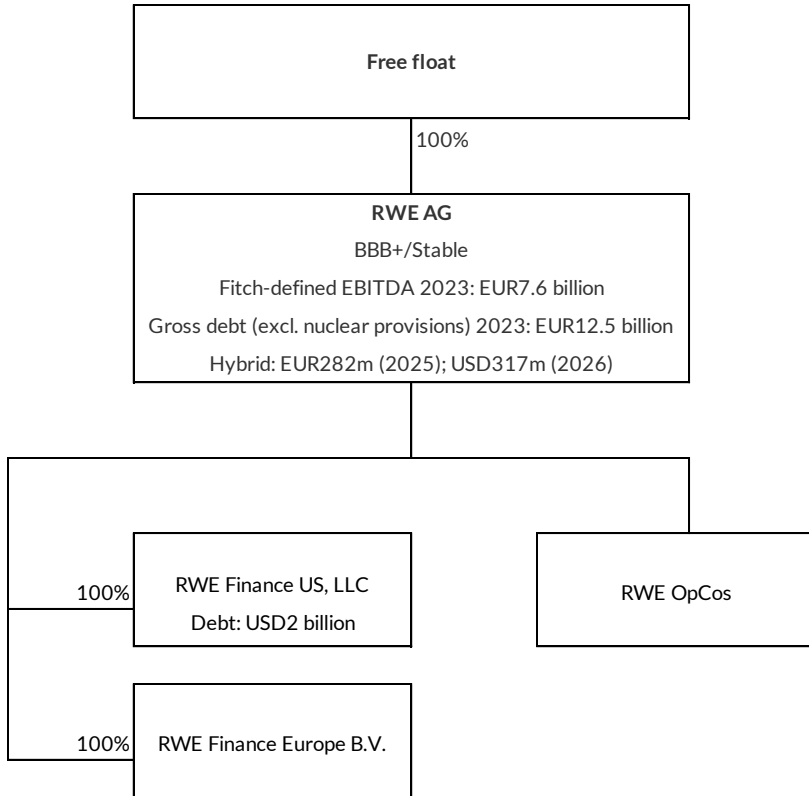 Free float
100%
RWE AG
BBB+/Stable
Fitch-defined EBITDA 2023: EUR7.6 billion
Gross debt (excl. nuclear provisions) 2023: EUR12.5 billion
Hybrid: EUR282m (2025); USD317m (2026)
100%
RWE Finance US, LLC
Debt: USD2 billion
RWE OpCos
100%
RWE Finance Europe B.V.